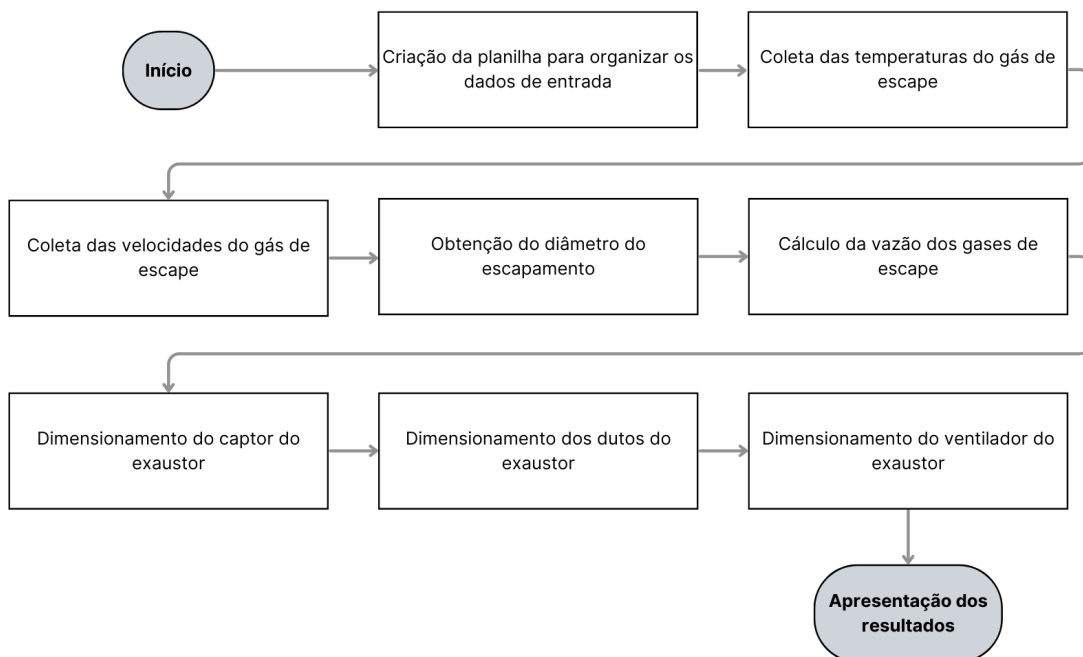 Início
Criação da planilha para organizar os
dados de entrada
Coleta das temperaturas do gás de
escape
Coleta das velocidades do gás de
escape
Obtenção do diâmetro do
escapamento
Cálculo da vazão dos gases de
escape
Dimensionamento do captor do
exaustor
Dimensionamento dos dutos do
exaustor
Dimensionamento do ventilador do
exaustor
Apresentação dos
resultados